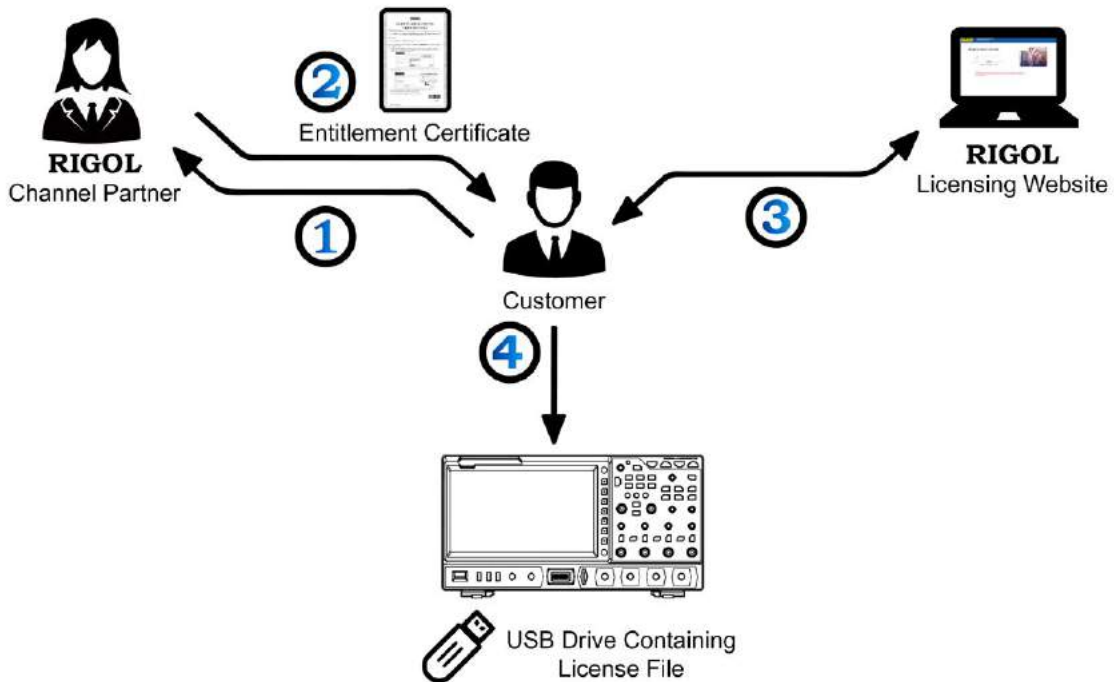 2
Entitlement Certificate
RIGOL
Channel Partner
1
RIGOL
Licensing Website
3
Customer
4
USB Drive Containing
License File